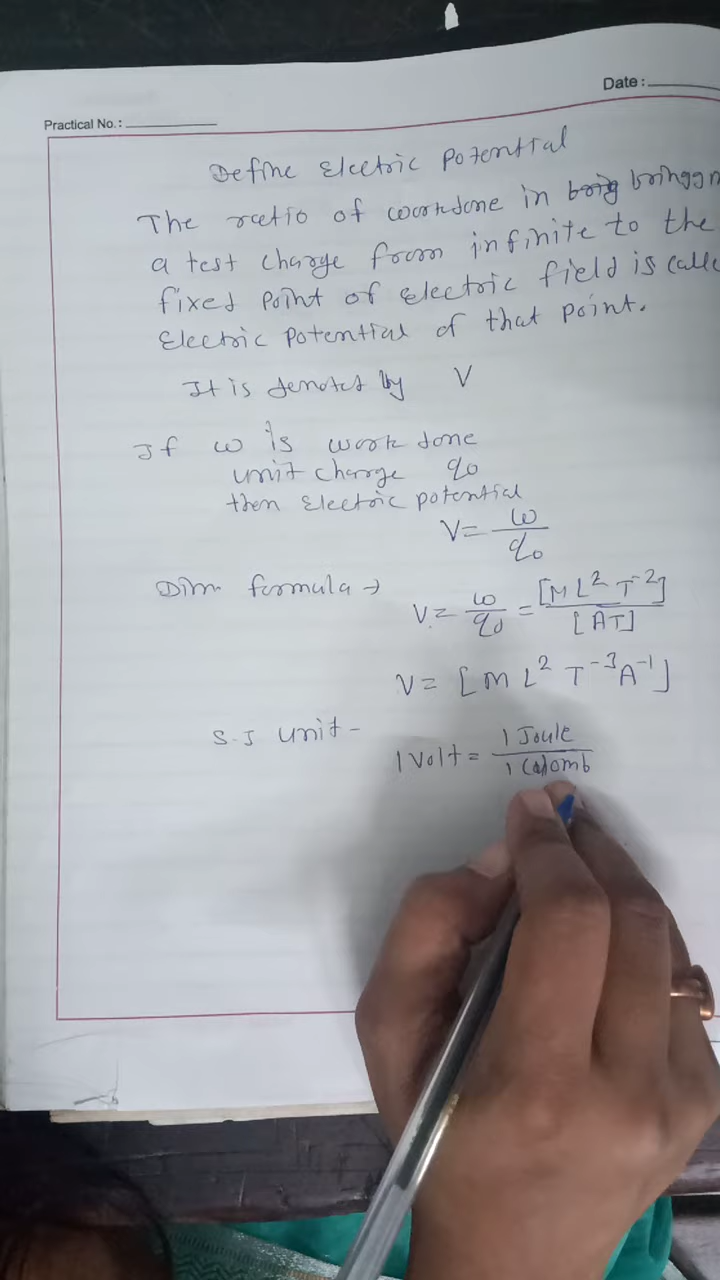 Date :
Practical No. :
Define Electric Potential
The ratio of workdone in bringgn
a test charge from infinite to the
fixed Point of Electric field is calle
Electric Potential of that point.
It is denoted by V
If ω is work done
unit charge q₀
then Electric potential
V = ω / q₀
Dim formula →
V = ω / q₀ = [M L² T⁻²] / [AT]
V = [M L² T⁻³ A⁻¹]
S.I unit -
1 Volt = 1 Joule / 1 Colomb